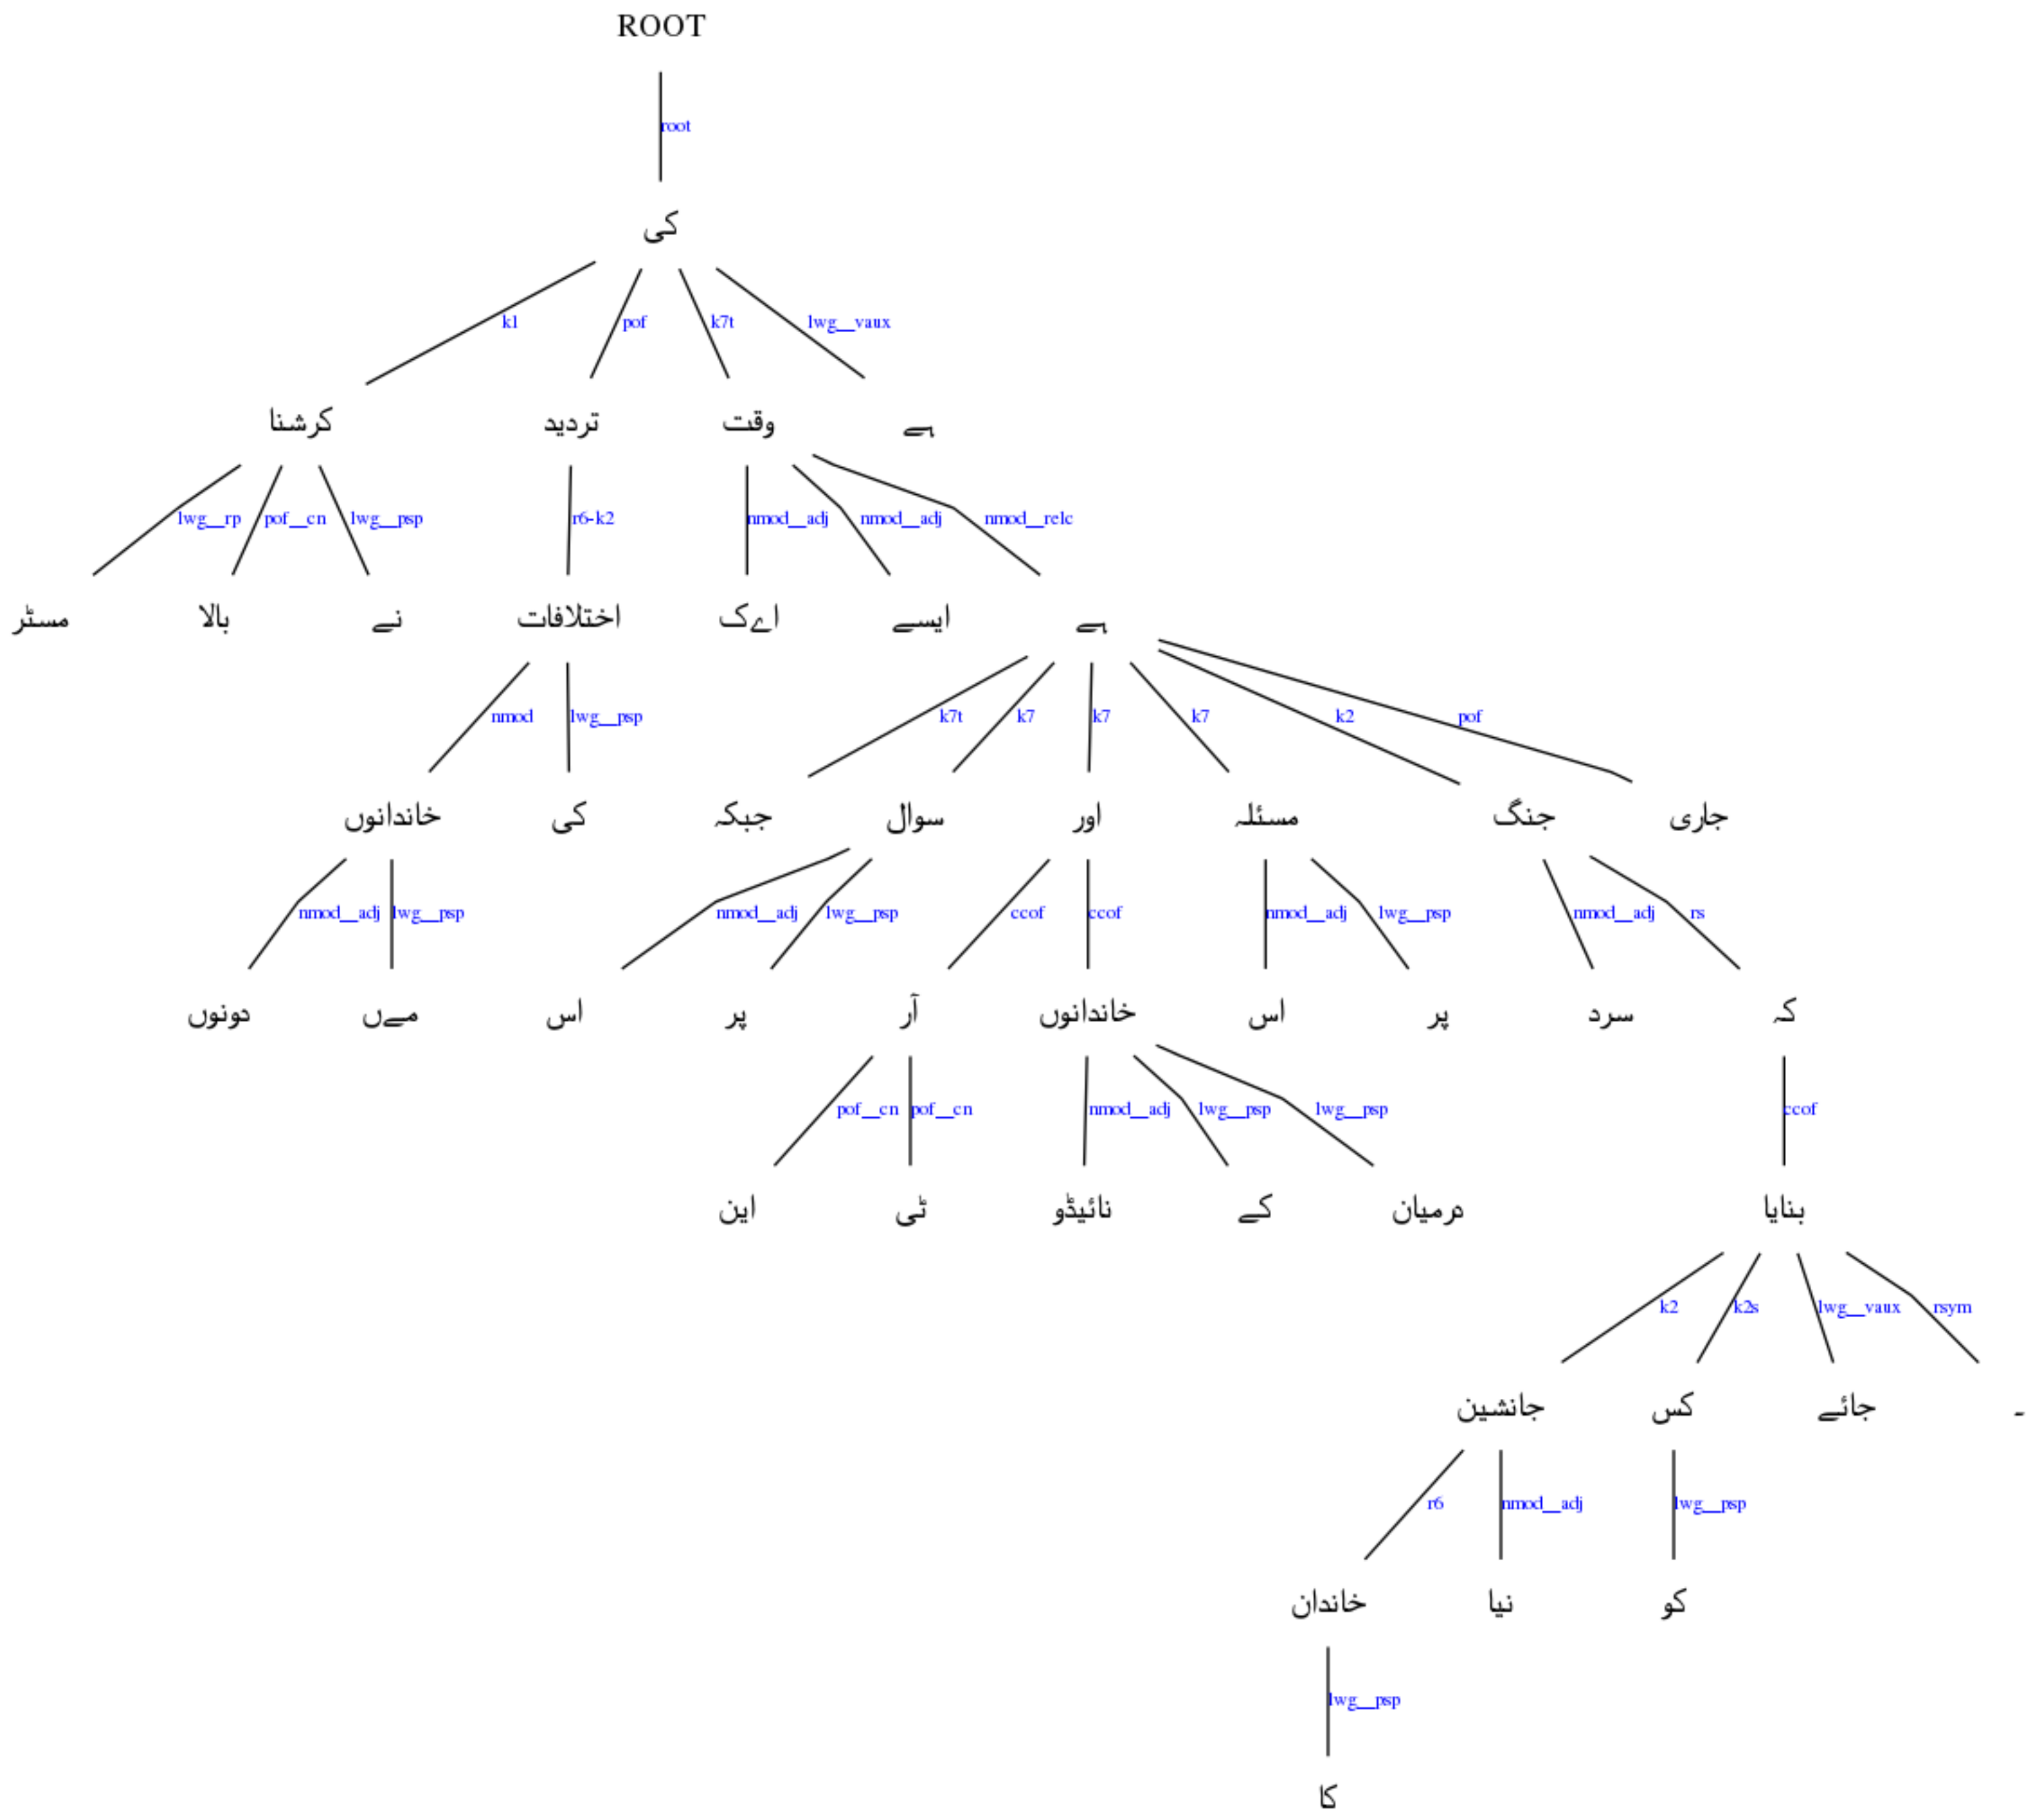 ROOT
root
کی
k1 pof k7t lwg__vaux
کرشنا تردید وقت ہے
lwg__rp pof__cn lwg__psp r6-k2 nmod__adj nmod__adj nmod__relc
مسٹر بالا نے اختلافات اےک ایسے ہے
nmod lwg__psp k7t k7 k7 k7 k2 pof
خاندانوں کی جبکہ سوال اور مسئلہ جنگ جاری
nmod__adj lwg__psp nmod__adj lwg__psp ccof ccof nmod__adj lwg__psp nmod__adj rs
دونوں مےں اس پر آر خاندانوں اس پر سرد کہ
pof__cn pof__cn nmod__adj lwg__psp lwg__psp ccof
این ٹی نائیڈو کے درمیان بنایا
k2 k2s lwg__vaux rsym
جانشین کس جائے ۔
r6 nmod__adj lwg__psp
خاندان نیا کو
lwg__psp
کا